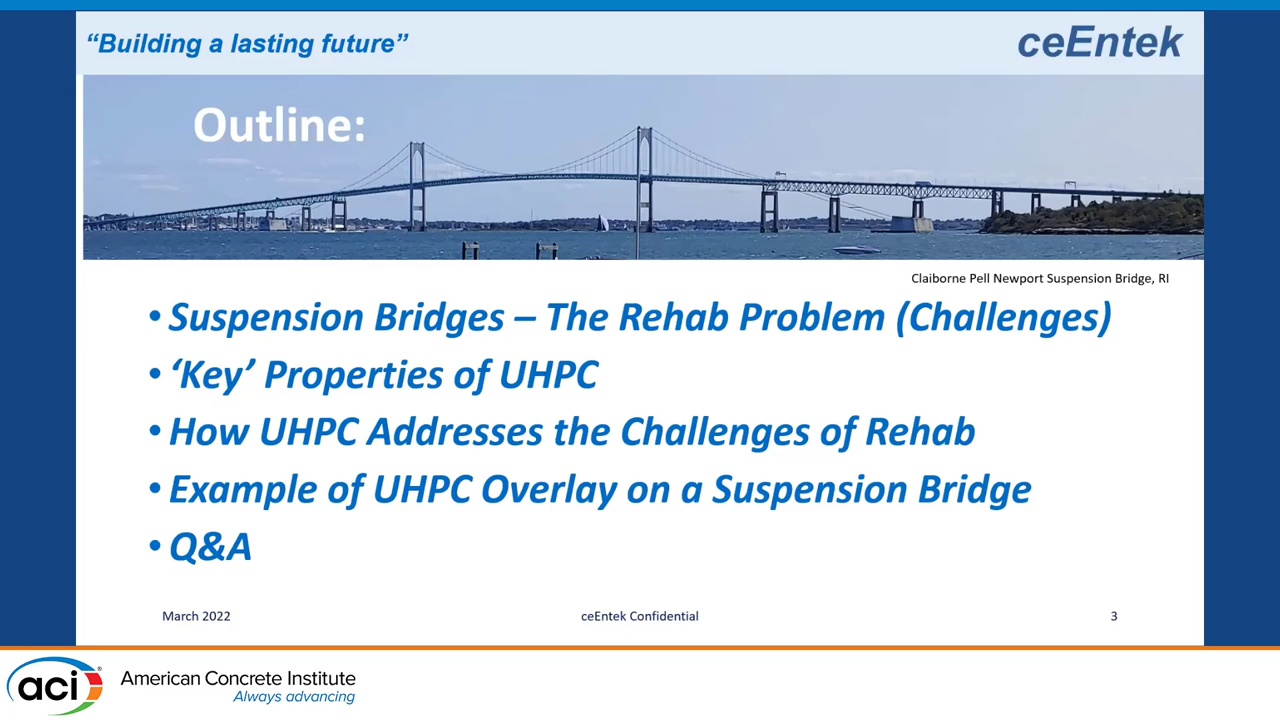 “Building a lasting future”
ceEntek
Outline:
Claiborne Pell Newport Suspension Bridge, RI
• Suspension Bridges – The Rehab Problem (Challenges)
• ‘Key’ Properties of UHPC
• How UHPC Addresses the Challenges of Rehab
• Example of UHPC Overlay on a Suspension Bridge
• Q&A
March 2022
ceEntek Confidential
3
aci®
American Concrete Institute
Always advancing